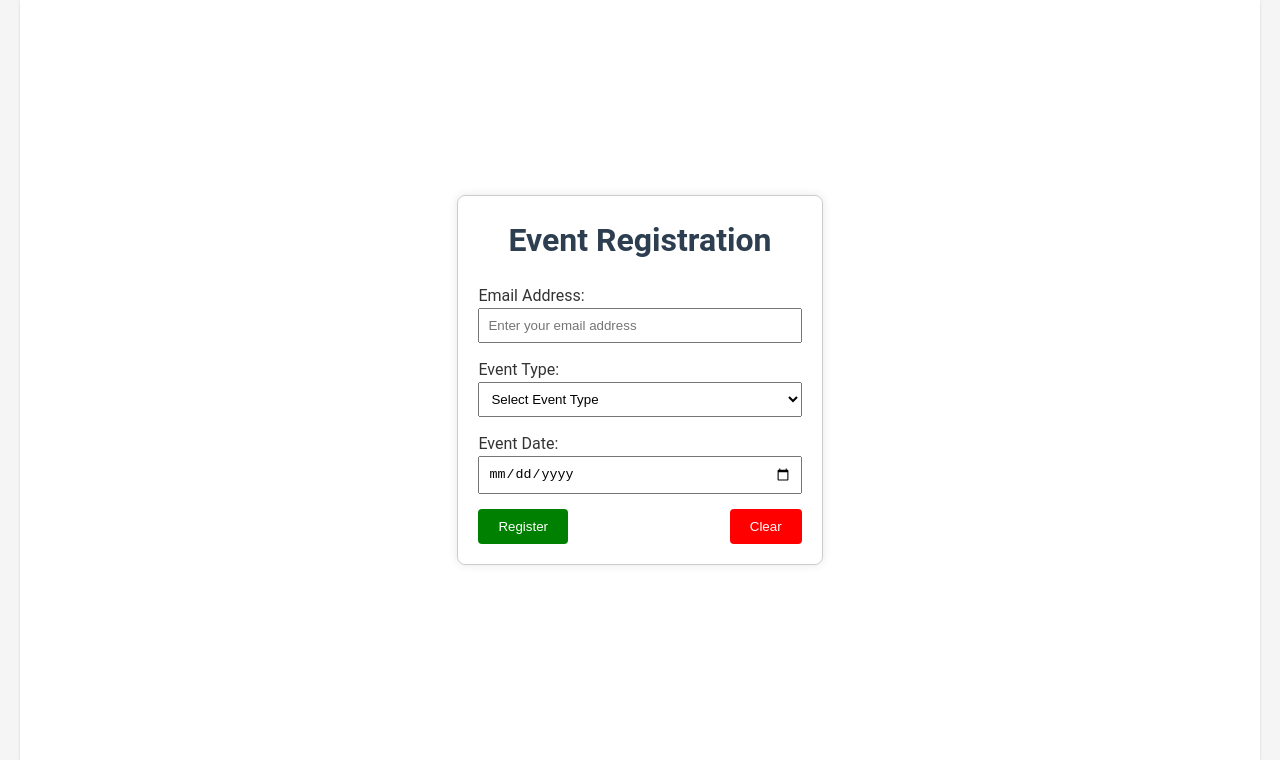 Event Registration
Email Address:
Enter your email address
Event Type:
Select Event Type
Event Date:
mm/dd/yyyy
Register
Clear